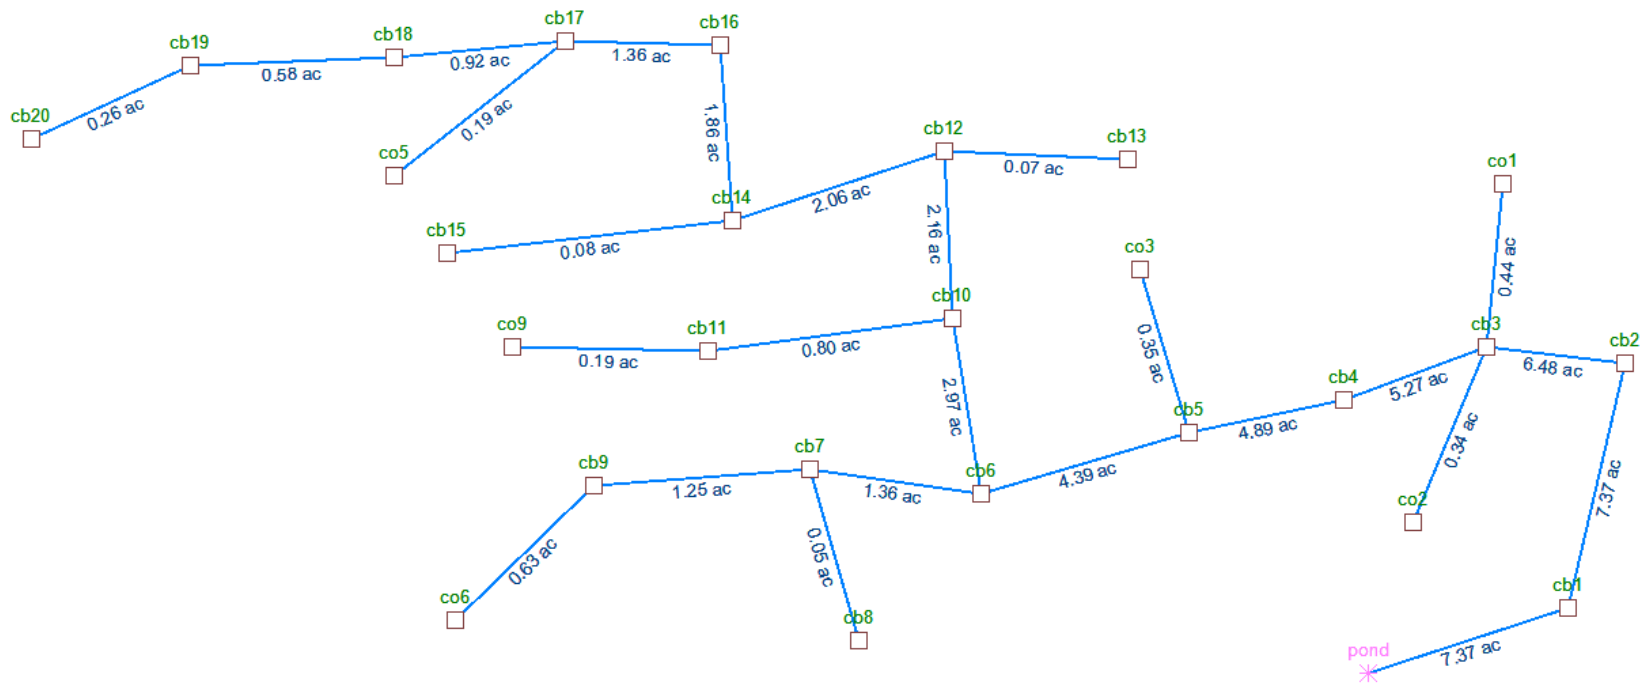 cb17
cb16
cb18
cb19
1.36 ac
0.92 ac
0.58 ac
cb20
0.26 ac
0.19 ac
1.86 ac
cb12
cb13
co5
0.07 ac
co1
cb14
2.06 ac
cb15
0.08 ac
2.16 ac
co3
0.44 ac
cb10
co9
cb11
cb3
cb2
0.19 ac
0.80 ac
0.35 ac
6.48 ac
cb4
5.27 ac
2.97 ac
cb5
4.89 ac
0.34 ac
cb7
cb9
cb6
4.39 ac
1.25 ac
1.36 ac
7.37 ac
co2
0.63 ac
0.05 ac
cb1
co6
cb8
pond
7.37 ac